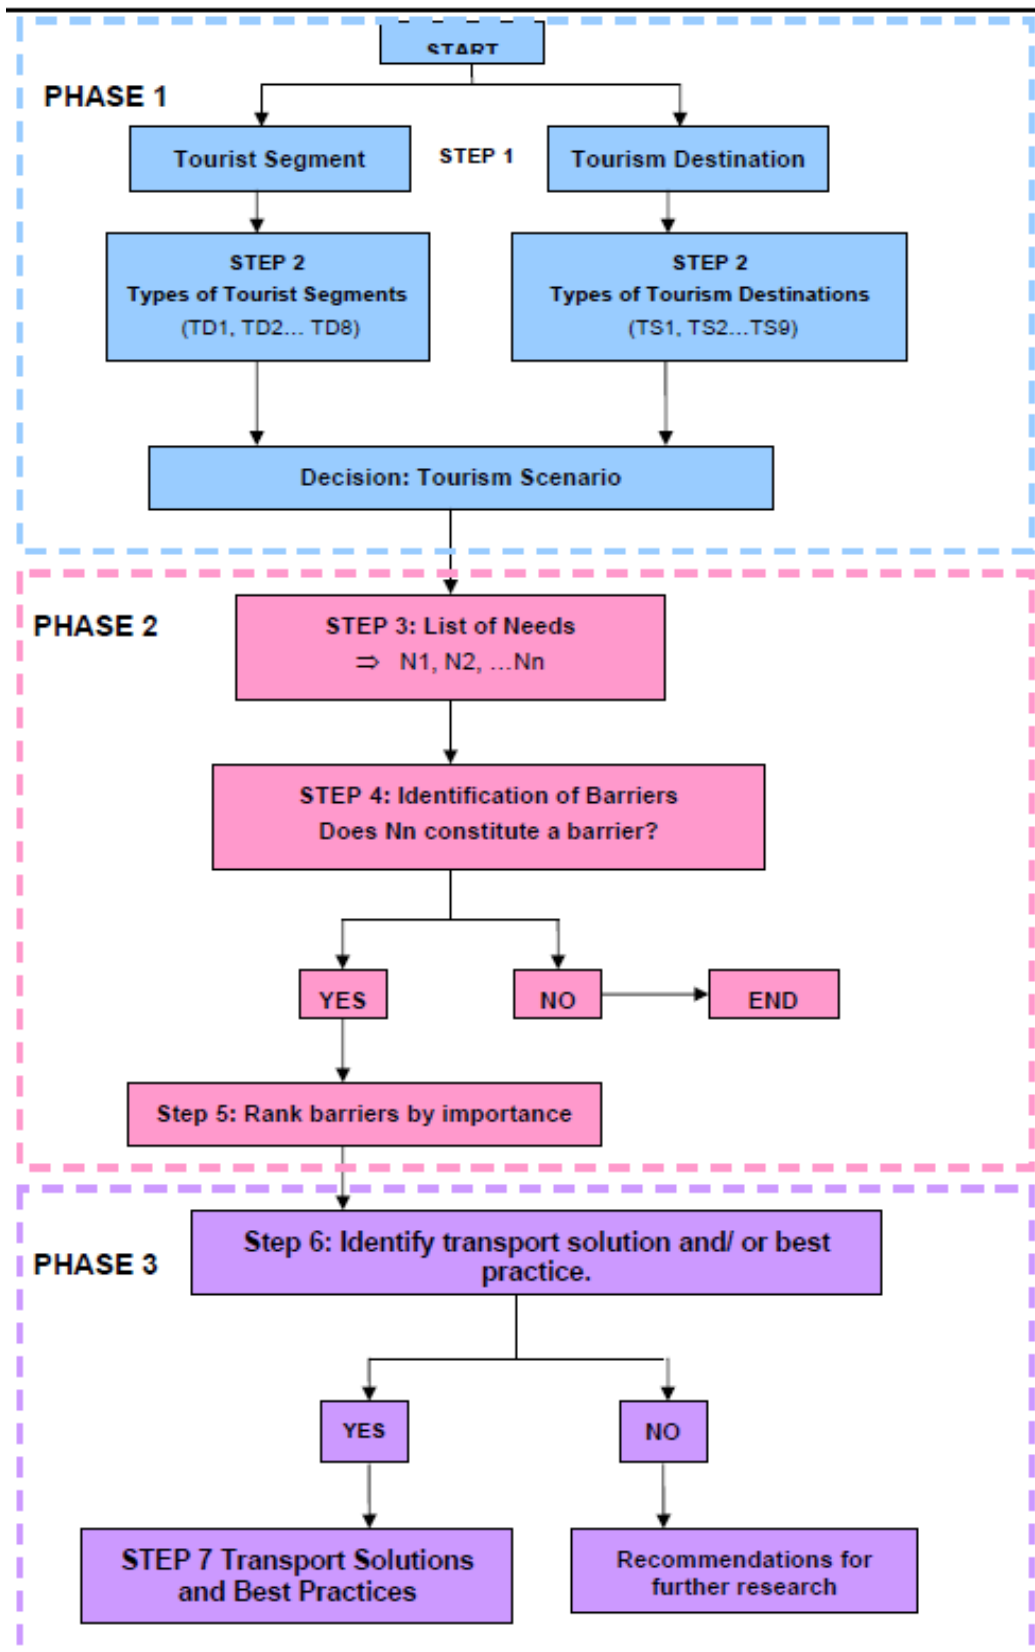 START
PHASE 1
Tourist Segment
STEP 1
Tourism Destination
STEP 2
Types of Tourist Segments
(TD1, TD2... TD8)
STEP 2
Types of Tourism Destinations
(TS1, TS2...TS9)
Decision: Tourism Scenario
PHASE 2
STEP 3: List of Needs
⇒ N1, N2, ...Nn
STEP 4: Identification of Barriers
Does Nn constitute a barrier?
YES
NO
END
Step 5: Rank barriers by importance
PHASE 3
Step 6: Identify transport solution and/ or best
practice.
YES
NO
STEP 7 Transport Solutions
and Best Practices
Recommendations for
further research